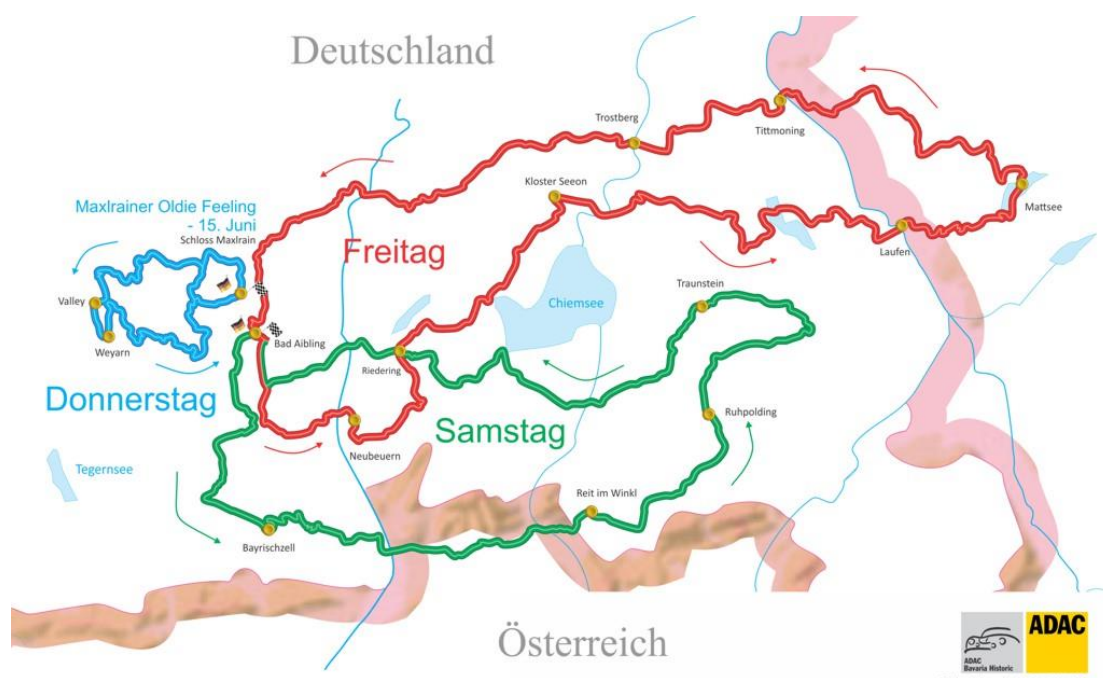 Deutschland
Trostberg
Tittmoning
Kloster Seeon
Mattsee
Maxlrainer Oldie Feeling
- 15. Juni
Schloss Maxlrain
Freitag
Laufen
Valley
Chiemsee
Traunstein
Weyarn
Bad Aibling
Riedering
Donnerstag
Samstag
Ruhpolding
Neubeuern
Tegernsee
Reit im Winkl
Bayrischzell
Österreich
ADAC
ADAC
Bavaria Historic